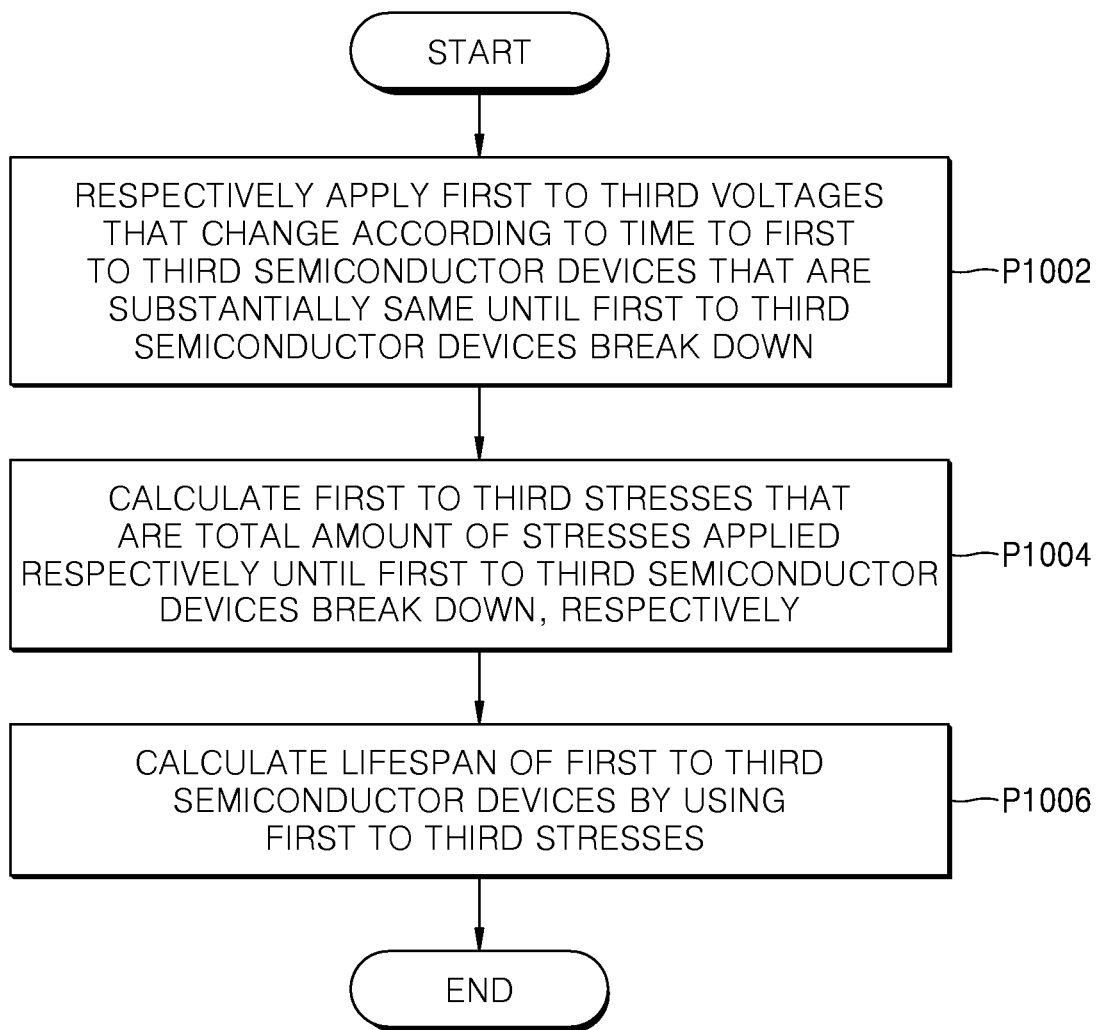 START
RESPECTIVELY APPLY FIRST TO THIRD VOLTAGES
THAT CHANGE ACCORDING TO TIME TO FIRST
TO THIRD SEMICONDUCTOR DEVICES THAT ARE
SUBSTANTIALLY SAME UNTIL FIRST TO THIRD
SEMICONDUCTOR DEVICES BREAK DOWN
P1002
CALCULATE FIRST TO THIRD STRESSES THAT
ARE TOTAL AMOUNT OF STRESSES APPLIED
RESPECTIVELY UNTIL FIRST TO THIRD SEMICONDUCTOR
DEVICES BREAK DOWN, RESPECTIVELY
P1004
CALCULATE LIFESPAN OF FIRST TO THIRD
SEMICONDUCTOR DEVICES BY USING
FIRST TO THIRD STRESSES
P1006
END